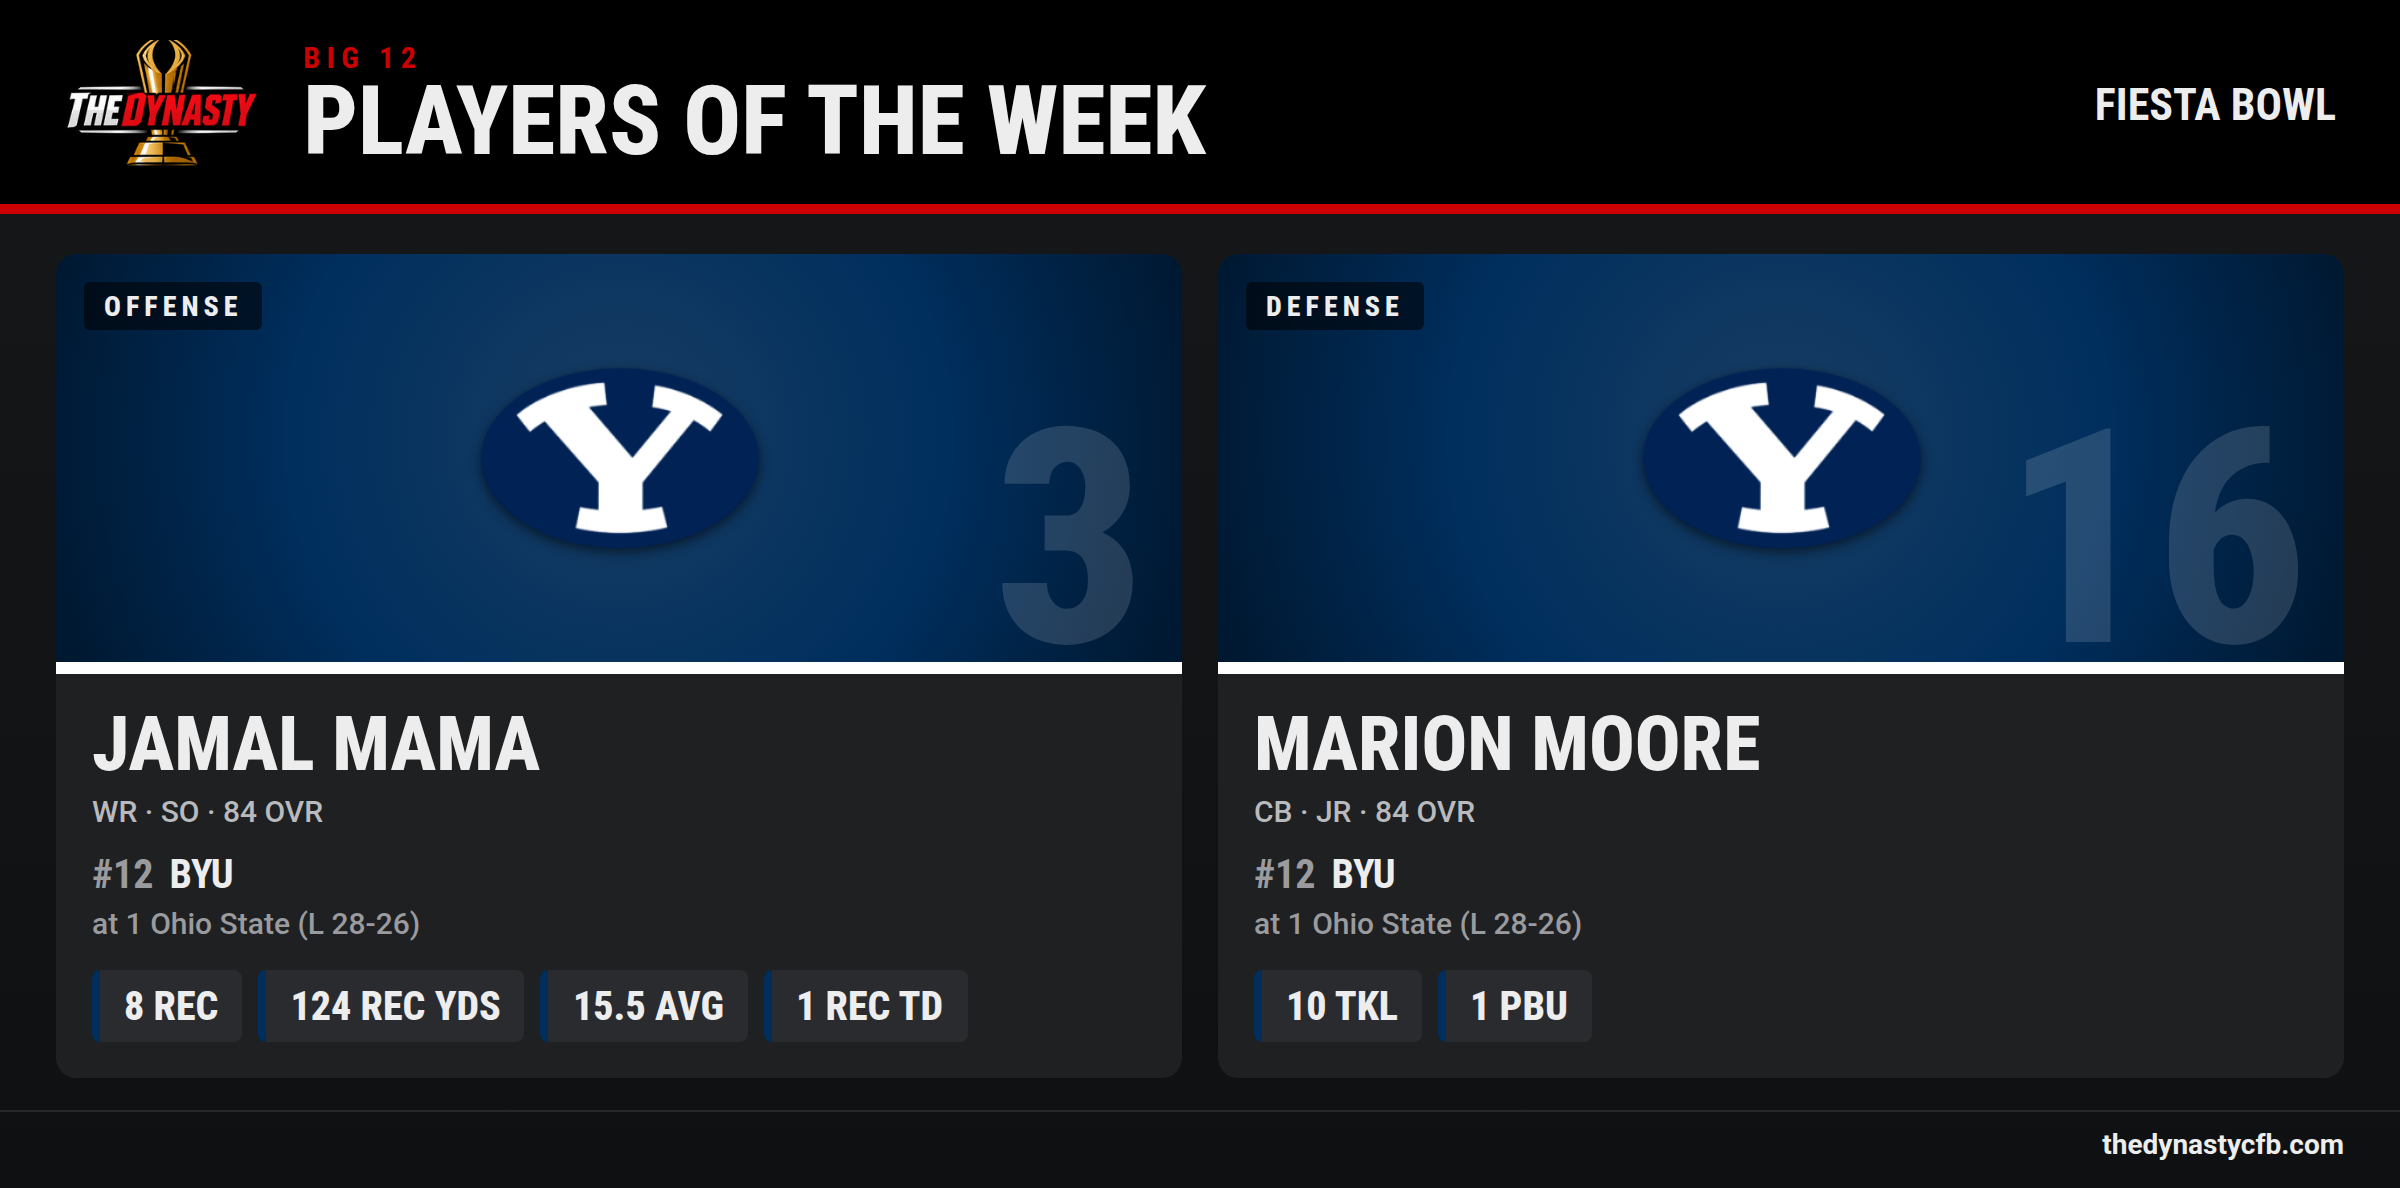 THE DYNASTY
BIG 12
PLAYERS OF THE WEEK
FIESTA BOWL
OFFENSE
Y
3
JAMAL MAMA
WR · SO · 84 OVR
#12 BYU
at 1 Ohio State (L 28-26)
8 REC
124 REC YDS
15.5 AVG
1 REC TD
DEFENSE
Y
16
MARION MOORE
CB · JR · 84 OVR
#12 BYU
at 1 Ohio State (L 28-26)
10 TKL
1 PBU
thedynastycfb.com